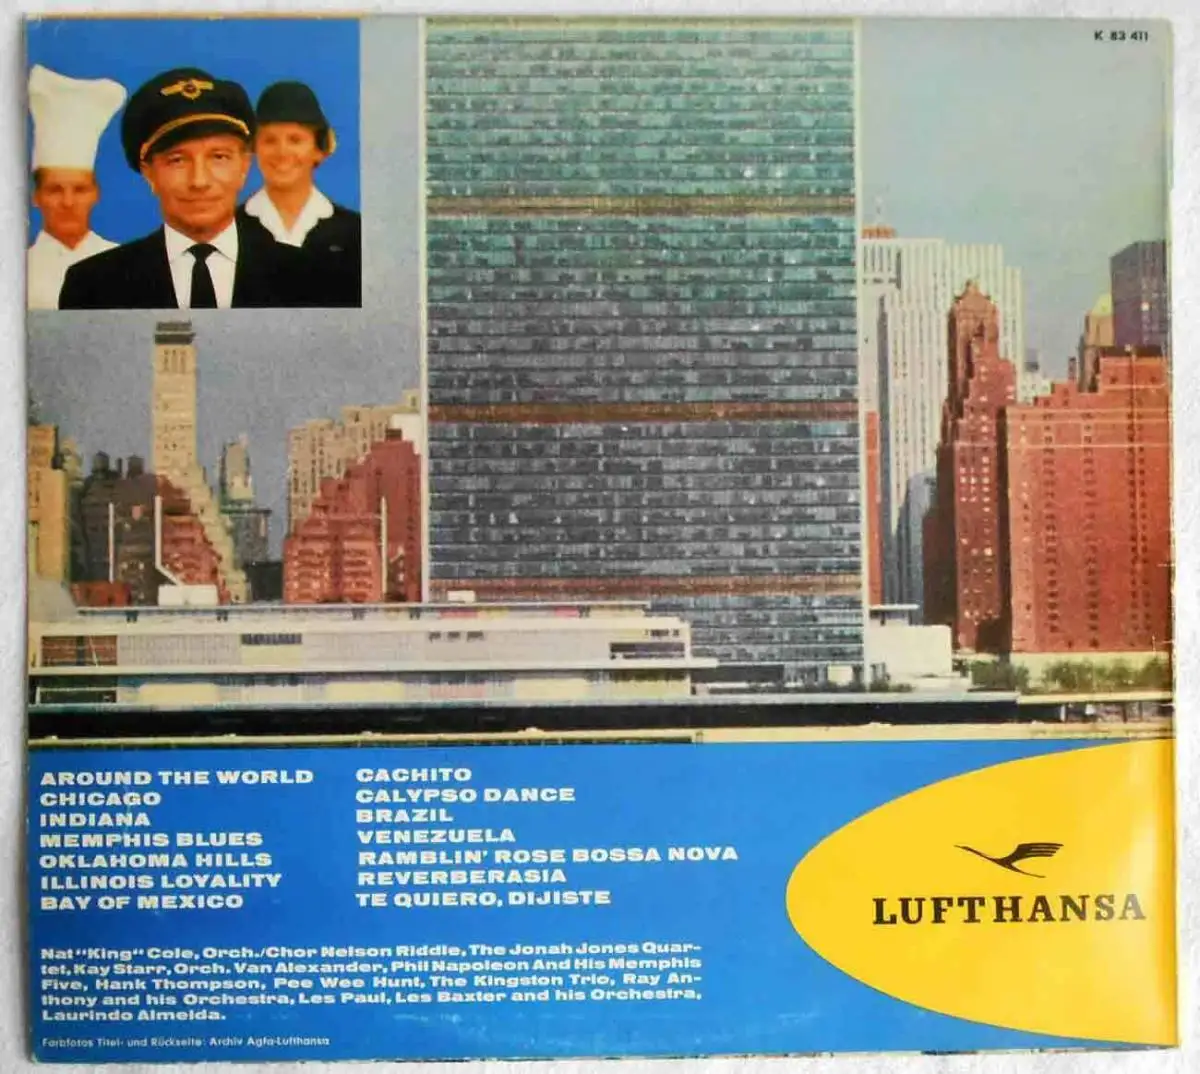 K 83 411
AROUND THE WORLD
CHICAGO
INDIANA
MEMPHIS BLUES
OKLAHOMA HILLS
ILLINOIS LOYALITY
BAY OF MEXICO
CACHITO
CALYPSO DANCE
BRAZIL
VENEZUELA
RAMBLIN' ROSE BOSSA NOVA
REVERBERASIA
TE QUIERO, DIJISTE
LUFTHANSA
Nat "King" Cole, Orch./Chor Nelson Riddle, The Jonah Jones Quar-
tet, Kay Starr, Orch. Van Alexander, Phil Napoleon And His Memphis
Five, Hank Thompson, Pee Wee Hunt, The Kingston Trio, Ray An-
thony and his Orchestra, Les Paul, Les Baxter and his Orchestra,
Laurindo Almeida.
Farbfotos Titel- und Rückseite: Archiv Agfa-Lufthansa